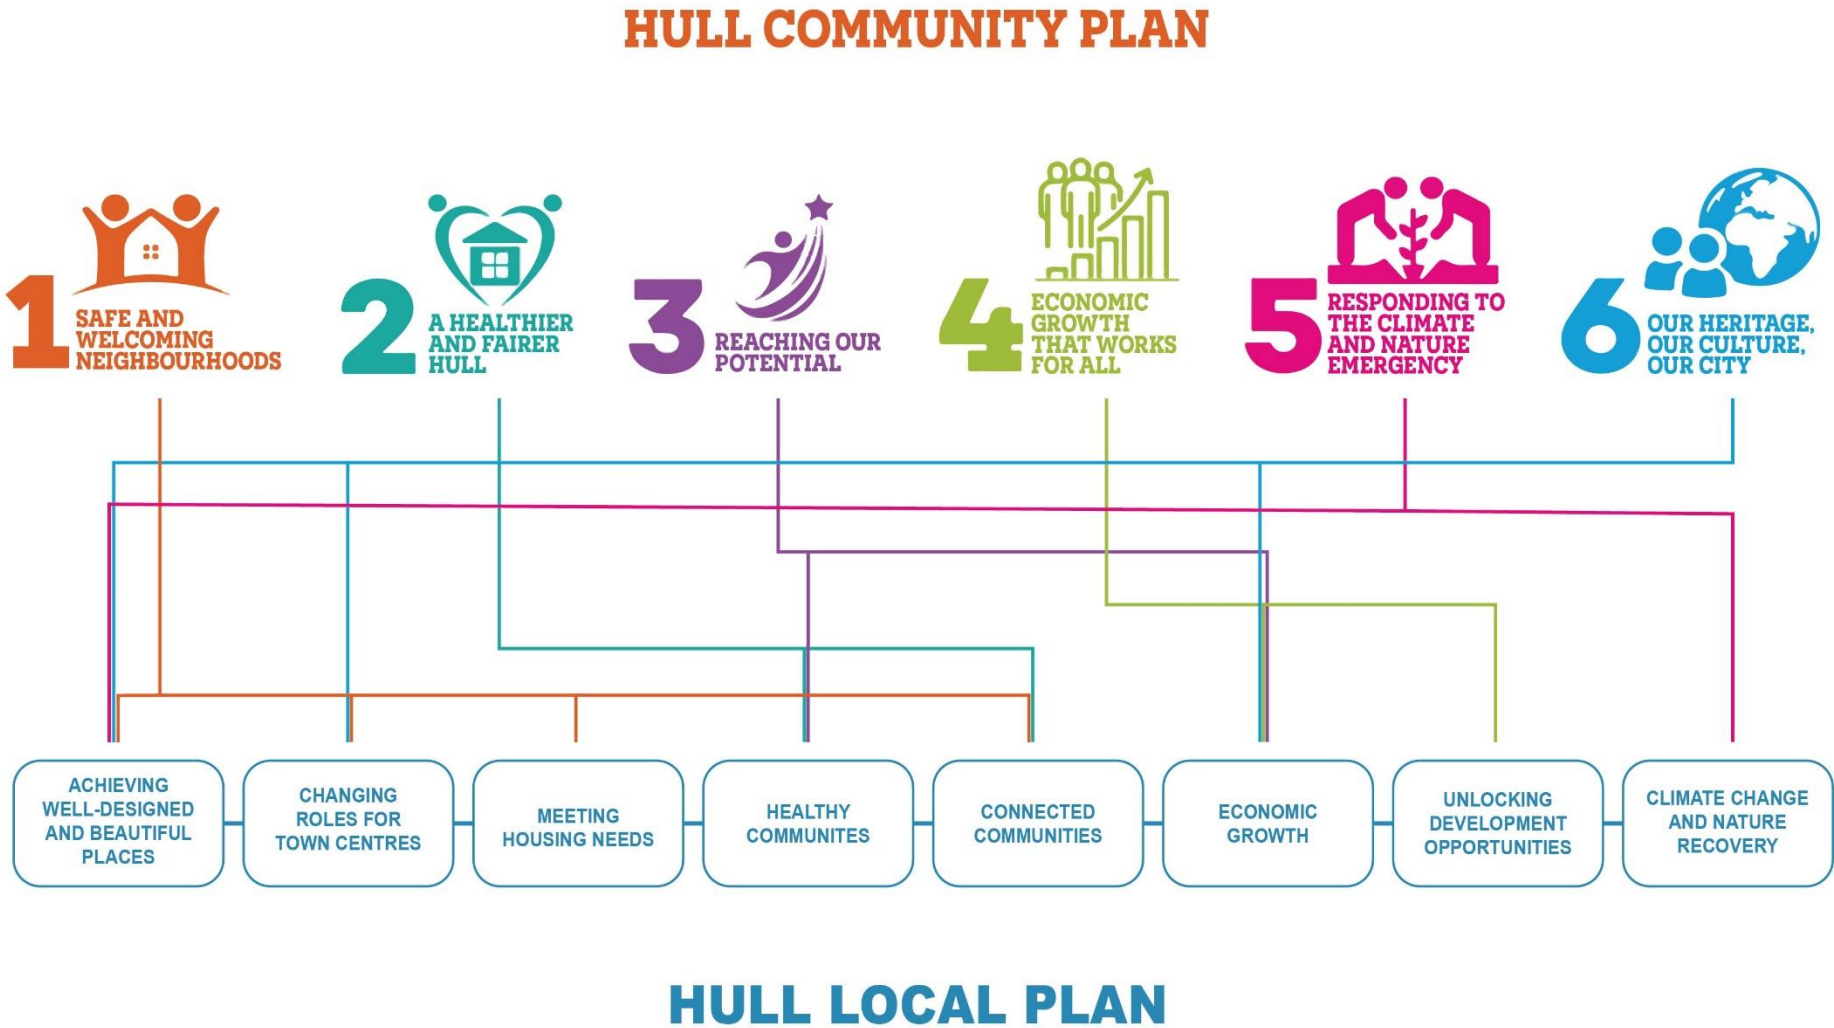 HULL COMMUNITY PLAN
1
SAFE AND
WELCOMING
NEIGHBOURHOODS
2
A HEALTHIER
AND FAIRER
HULL
3
REACHING OUR
POTENTIAL
4
ECONOMIC
GROWTH
THAT WORKS
FOR ALL
5
RESPONDING TO
THE CLIMATE
AND NATURE
EMERGENCY
6
OUR HERITAGE,
OUR CULTURE,
OUR CITY
ACHIEVING
WELL-DESIGNED
AND BEAUTIFUL
PLACES
CHANGING
ROLES FOR
TOWN CENTRES
MEETING
HOUSING NEEDS
HEALTHY
COMMUNITES
CONNECTED
COMMUNITIES
ECONOMIC
GROWTH
UNLOCKING
DEVELOPMENT
OPPORTUNITIES
CLIMATE CHANGE
AND NATURE
RECOVERY
HULL LOCAL PLAN